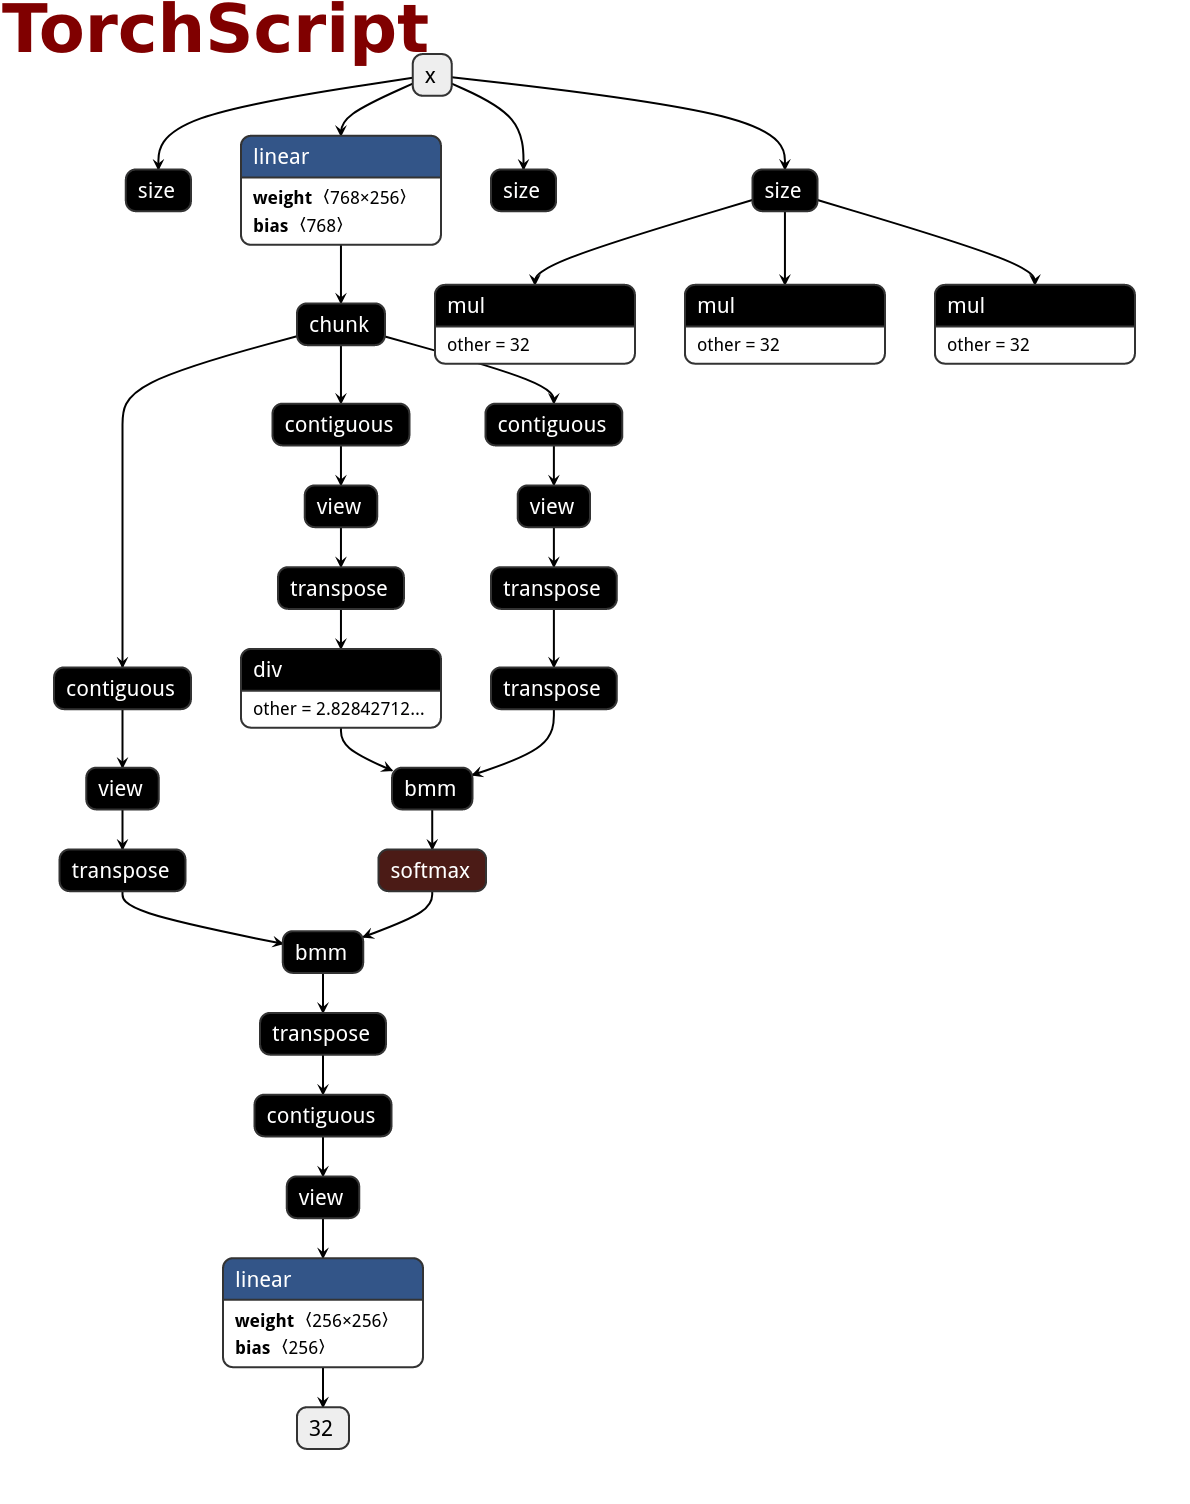 TorchScript
x
size
linear
weight ⟨768×256⟩
bias ⟨768⟩
size
size
mul
other = 32
mul
other = 32
mul
other = 32
chunk
contiguous
contiguous
view
view
transpose
transpose
contiguous
div
other = 2.82842712...
transpose
view
bmm
transpose
softmax
bmm
transpose
contiguous
view
linear
weight ⟨256×256⟩
bias ⟨256⟩
32